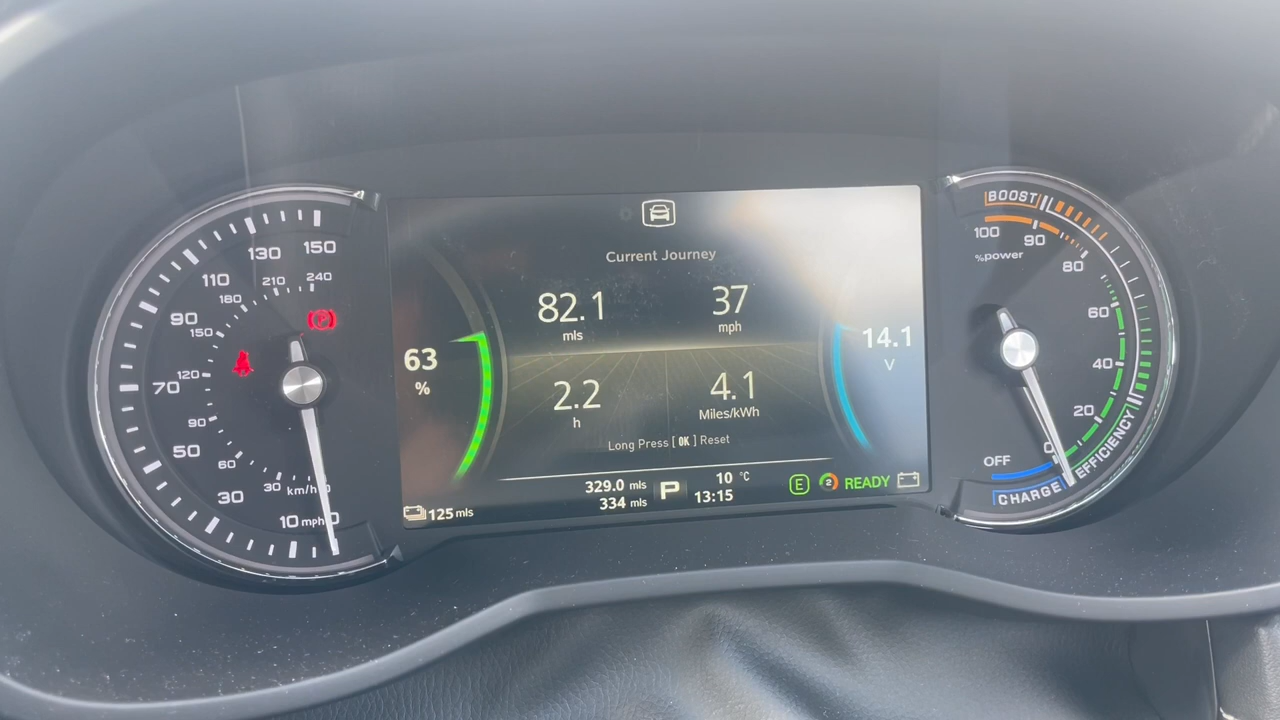 150
130
110
90
70
50
30
10 mph
0
240
210
180
150
120
90
60
30 km/h
Current Journey
82.1
mls
37
mph
2.2
h
4.1
Miles/kWh
Long Press [ OK ] Reset
63
%
14.1
V
125 mls
329.0 mls
334 mls
P
10 °C
13:15
E
2
READY
BOOST
100
90
80
%power
60
40
20
0
OFF
CHARGE
EFFICIENCY